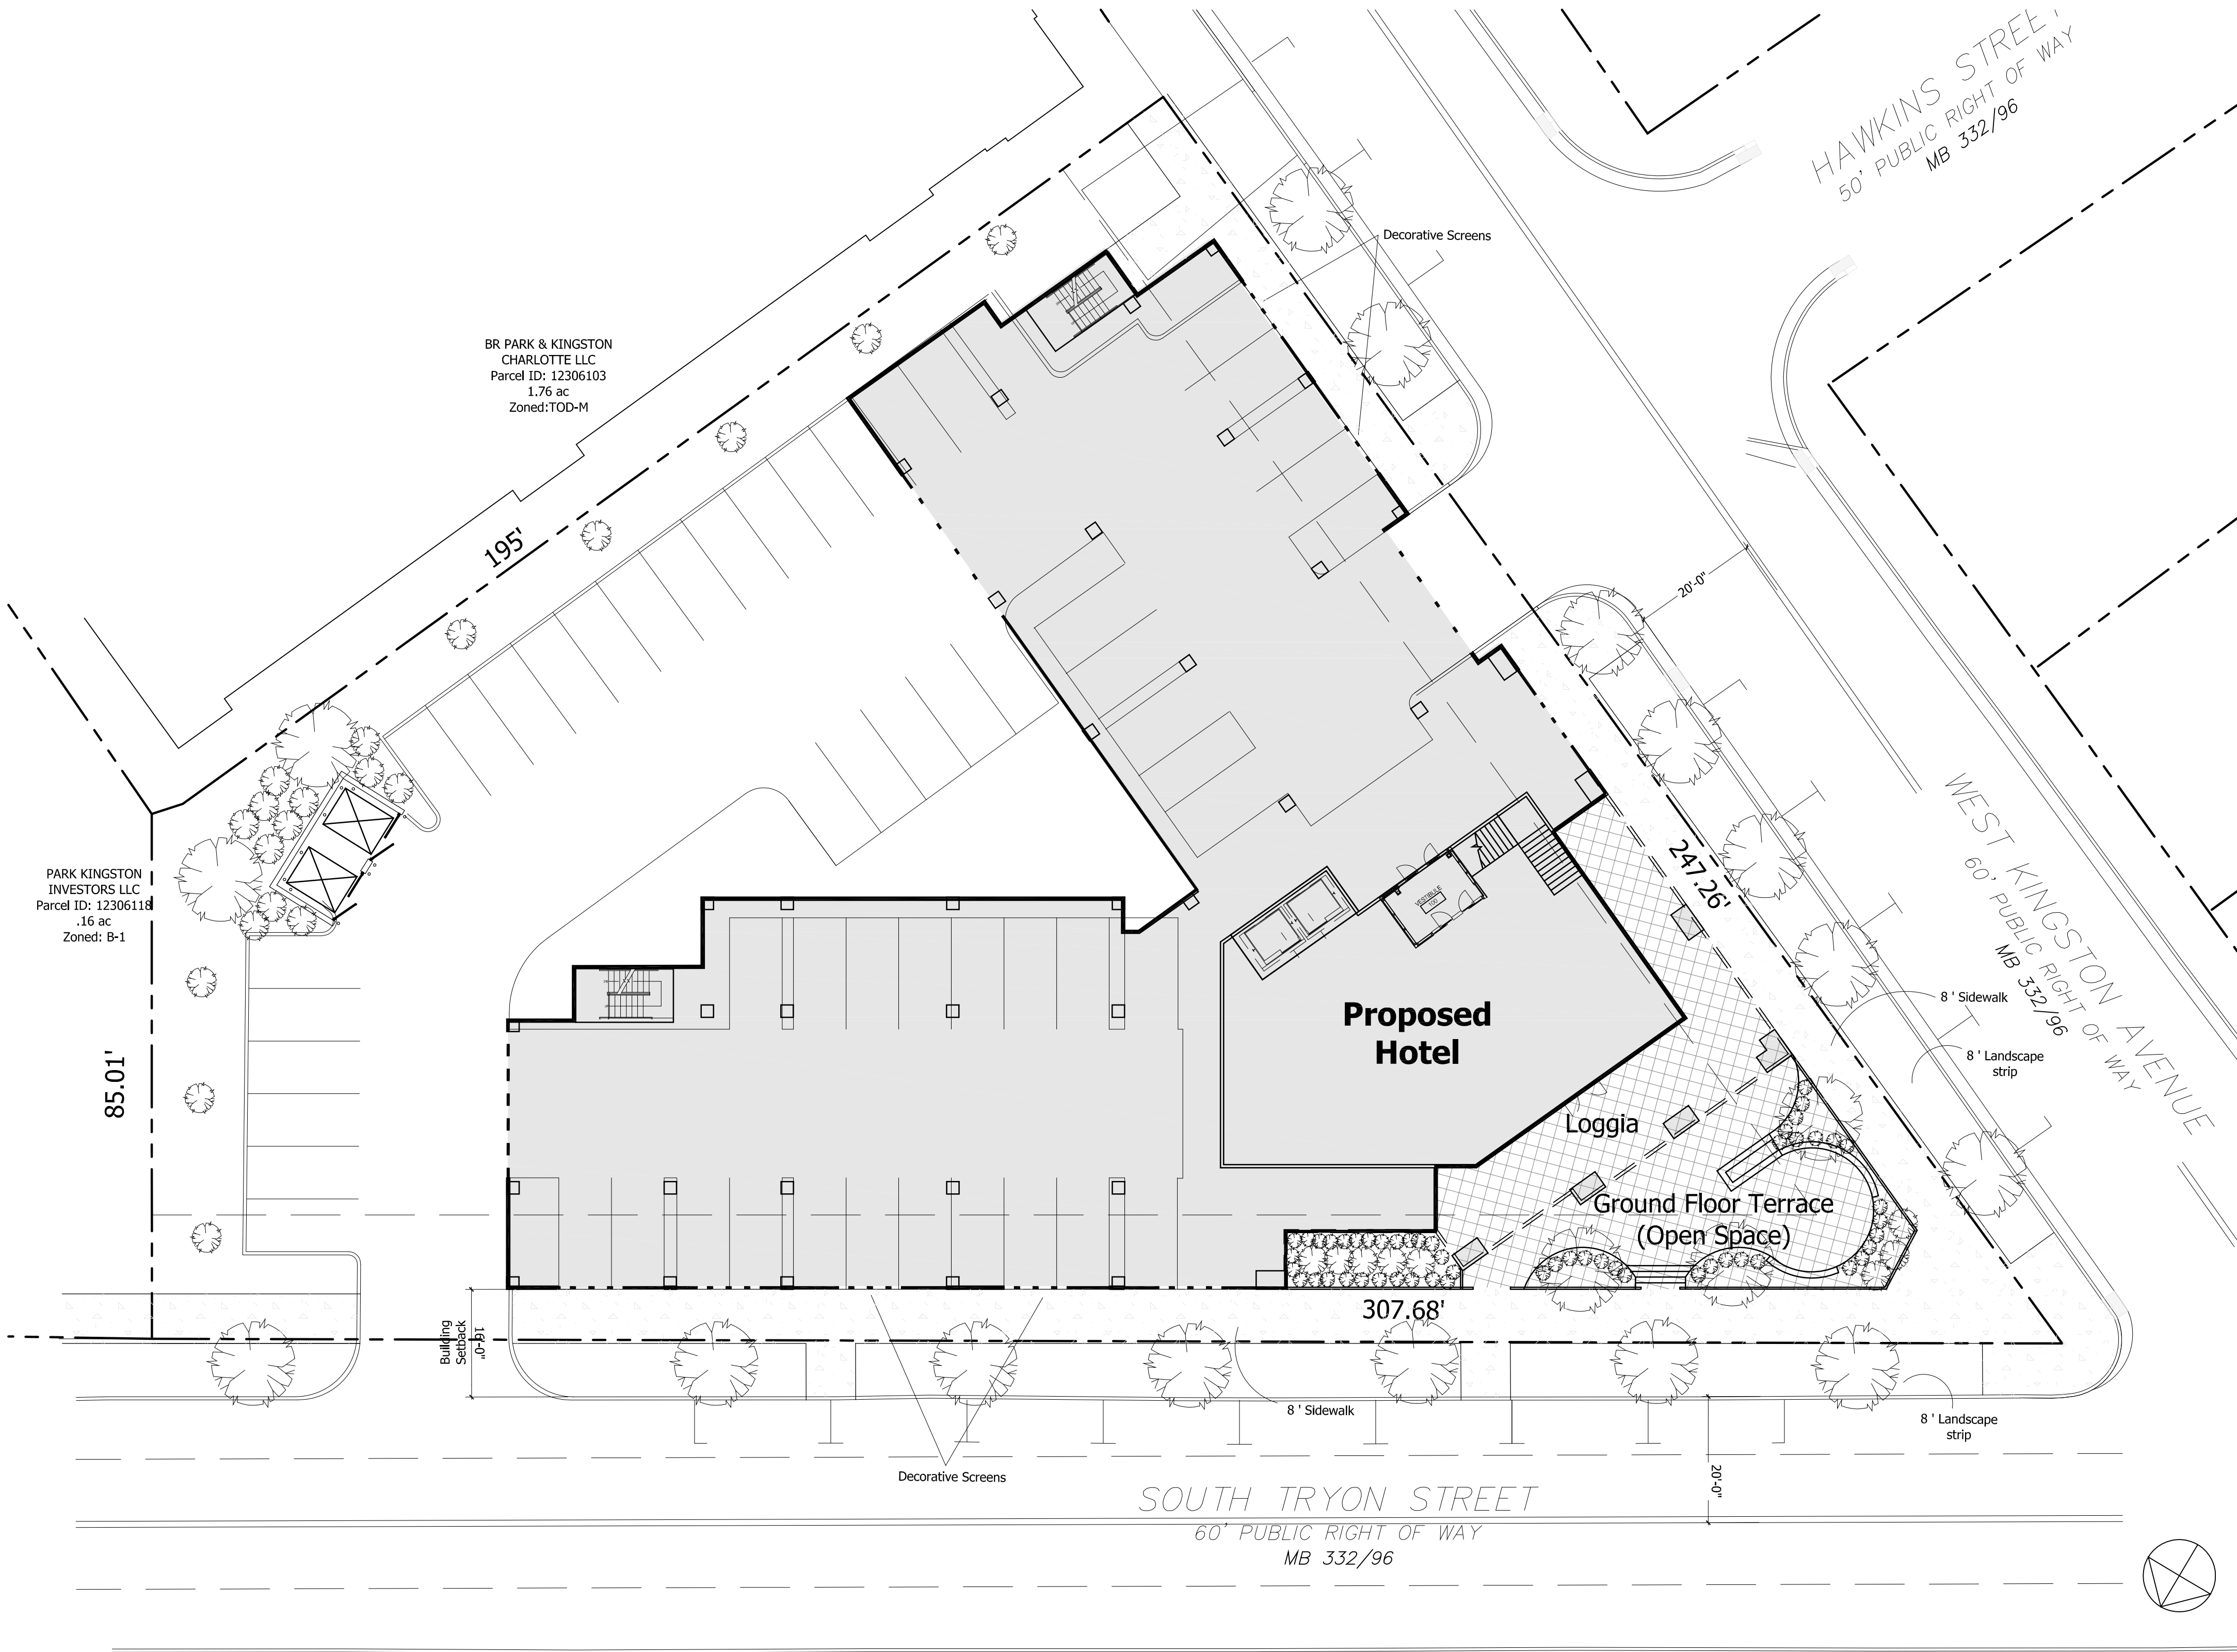 HAWKINS STREET
50' PUBLIC RIGHT OF WAY
MB 332/96
Decorative Screens
BR PARK & KINGSTON
CHARLOTTE LLC
Parcel ID: 12306103
1.76 ac
Zoned:TOD-M
195'
20'-0"
PARK KINGSTON
INVESTORS LLC
Parcel ID: 12306118
.16 ac
Zoned: B-1
85.01'
VESTIBULE
100
247.26'
WEST KINGSTON AVENUE
60' PUBLIC RIGHT OF WAY
MB 332/96
Proposed
Hotel
8 ' Sidewalk
8 ' Landscape
strip
Loggia
Ground Floor Terrace
(Open Space)
307.68'
Building
Setback
16'-0"
8 ' Sidewalk
8 ' Landscape
strip
Decorative Screens
20'-0"
SOUTH TRYON STREET
60' PUBLIC RIGHT OF WAY
MB 332/96